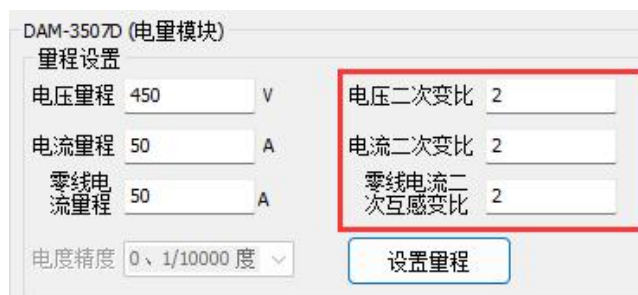 DAM-3507D (电量模块)
量程设置
电压量程 450 V 电压二次变比 2
电流量程 50 A 电流二次变比 2
零线电
流量程 50 A 零线电流二
次互感变比 2
电度精度 0、1/10000 度 设置量程